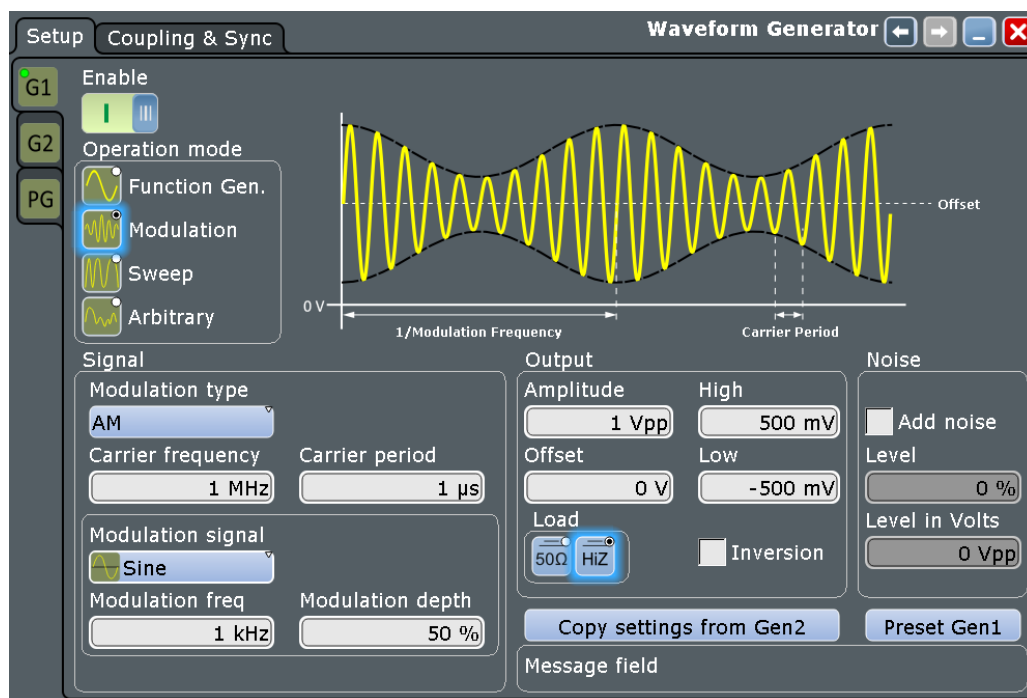 Setup
Coupling & Sync
Waveform Generator
G1
G2
PG
Enable
Operation mode
Function Gen.
Modulation
Sweep
Arbitrary
Offset
0 V
1/Modulation Frequency
Carrier Period
Signal
Modulation type
AM
Carrier frequency
Carrier period
1 MHz
1 µs
Modulation signal
Sine
Modulation freq
Modulation depth
1 kHz
50 %
Output
Amplitude
High
1 Vpp
500 mV
Offset
Low
0 V
-500 mV
Load
50Ω
HiZ
Inversion
Noise
Add noise
Level
0 %
Level in Volts
0 Vpp
Copy settings from Gen2
Preset Gen1
Message field